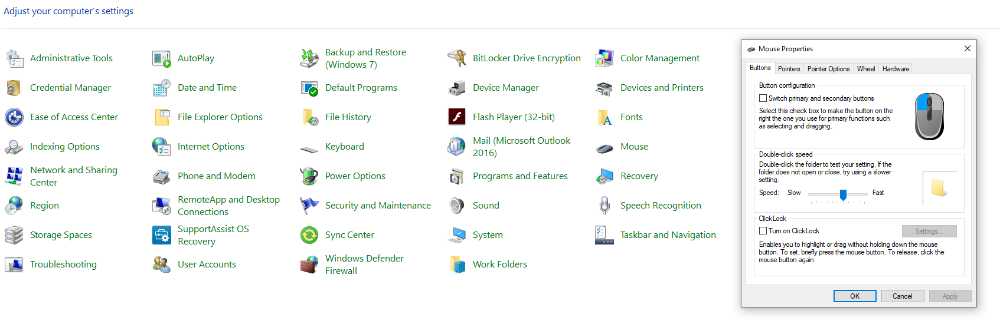 Adjust your computer's settings
Administrative Tools
AutoPlay
Backup and Restore
(Windows 7)
BitLocker Drive Encryption
Color Management
Credential Manager
Date and Time
Default Programs
Device Manager
Devices and Printers
Ease of Access Center
File Explorer Options
File History
Flash Player (32-bit)
Fonts
Indexing Options
Internet Options
Keyboard
Mail (Microsoft Outlook
2016)
Mouse
Network and Sharing
Center
Phone and Modem
Power Options
Programs and Features
Recovery
Region
RemoteApp and Desktop
Connections
Security and Maintenance
Sound
Speech Recognition
Storage Spaces
SupportAssist OS
Recovery
Sync Center
System
Taskbar and Navigation
Troubleshooting
User Accounts
Windows Defender
Firewall
Work Folders
Mouse Properties
Buttons Pointers Pointer Options Wheel Hardware
Button configuration
Switch primary and secondary buttons
Select this check box to make the button on the
right the one you use for primary functions such
as selecting and dragging.
Double-click speed
Double-click the folder to test your setting. If the
folder does not open or close, try using a slower
setting.
Speed: Slow Fast
ClickLock
Turn on ClickLock
Settings...
Enables you to highlight or drag without holding down the mouse
button. To set, briefly press the mouse button. To release, click the
mouse button again.
OK Cancel Apply